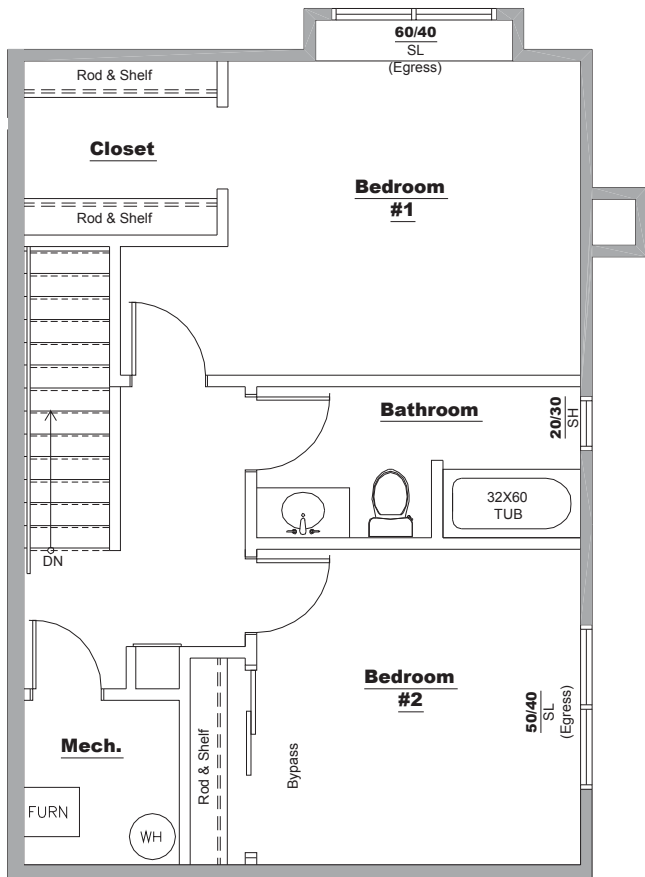 60/40
SL
(Egress)
Rod & Shelf
Closet
Rod & Shelf
Bedroom
#1
Bathroom
20/30
SH
32X60
TUB
DN
Bedroom
#2
50/40
SL
(Egress)
Mech.
Rod & Shelf
Bypass
FURN
WH